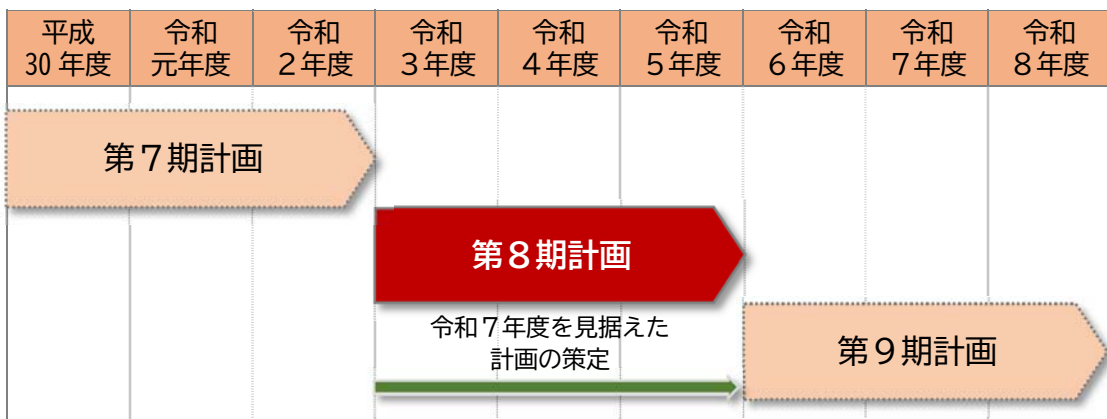 平成
30年度
令和
元年度
令和
２年度
令和
３年度
令和
４年度
令和
５年度
令和
６年度
令和
７年度
令和
８年度
第７期計画
第８期計画
令和７年度を見据えた
計画の策定
第９期計画